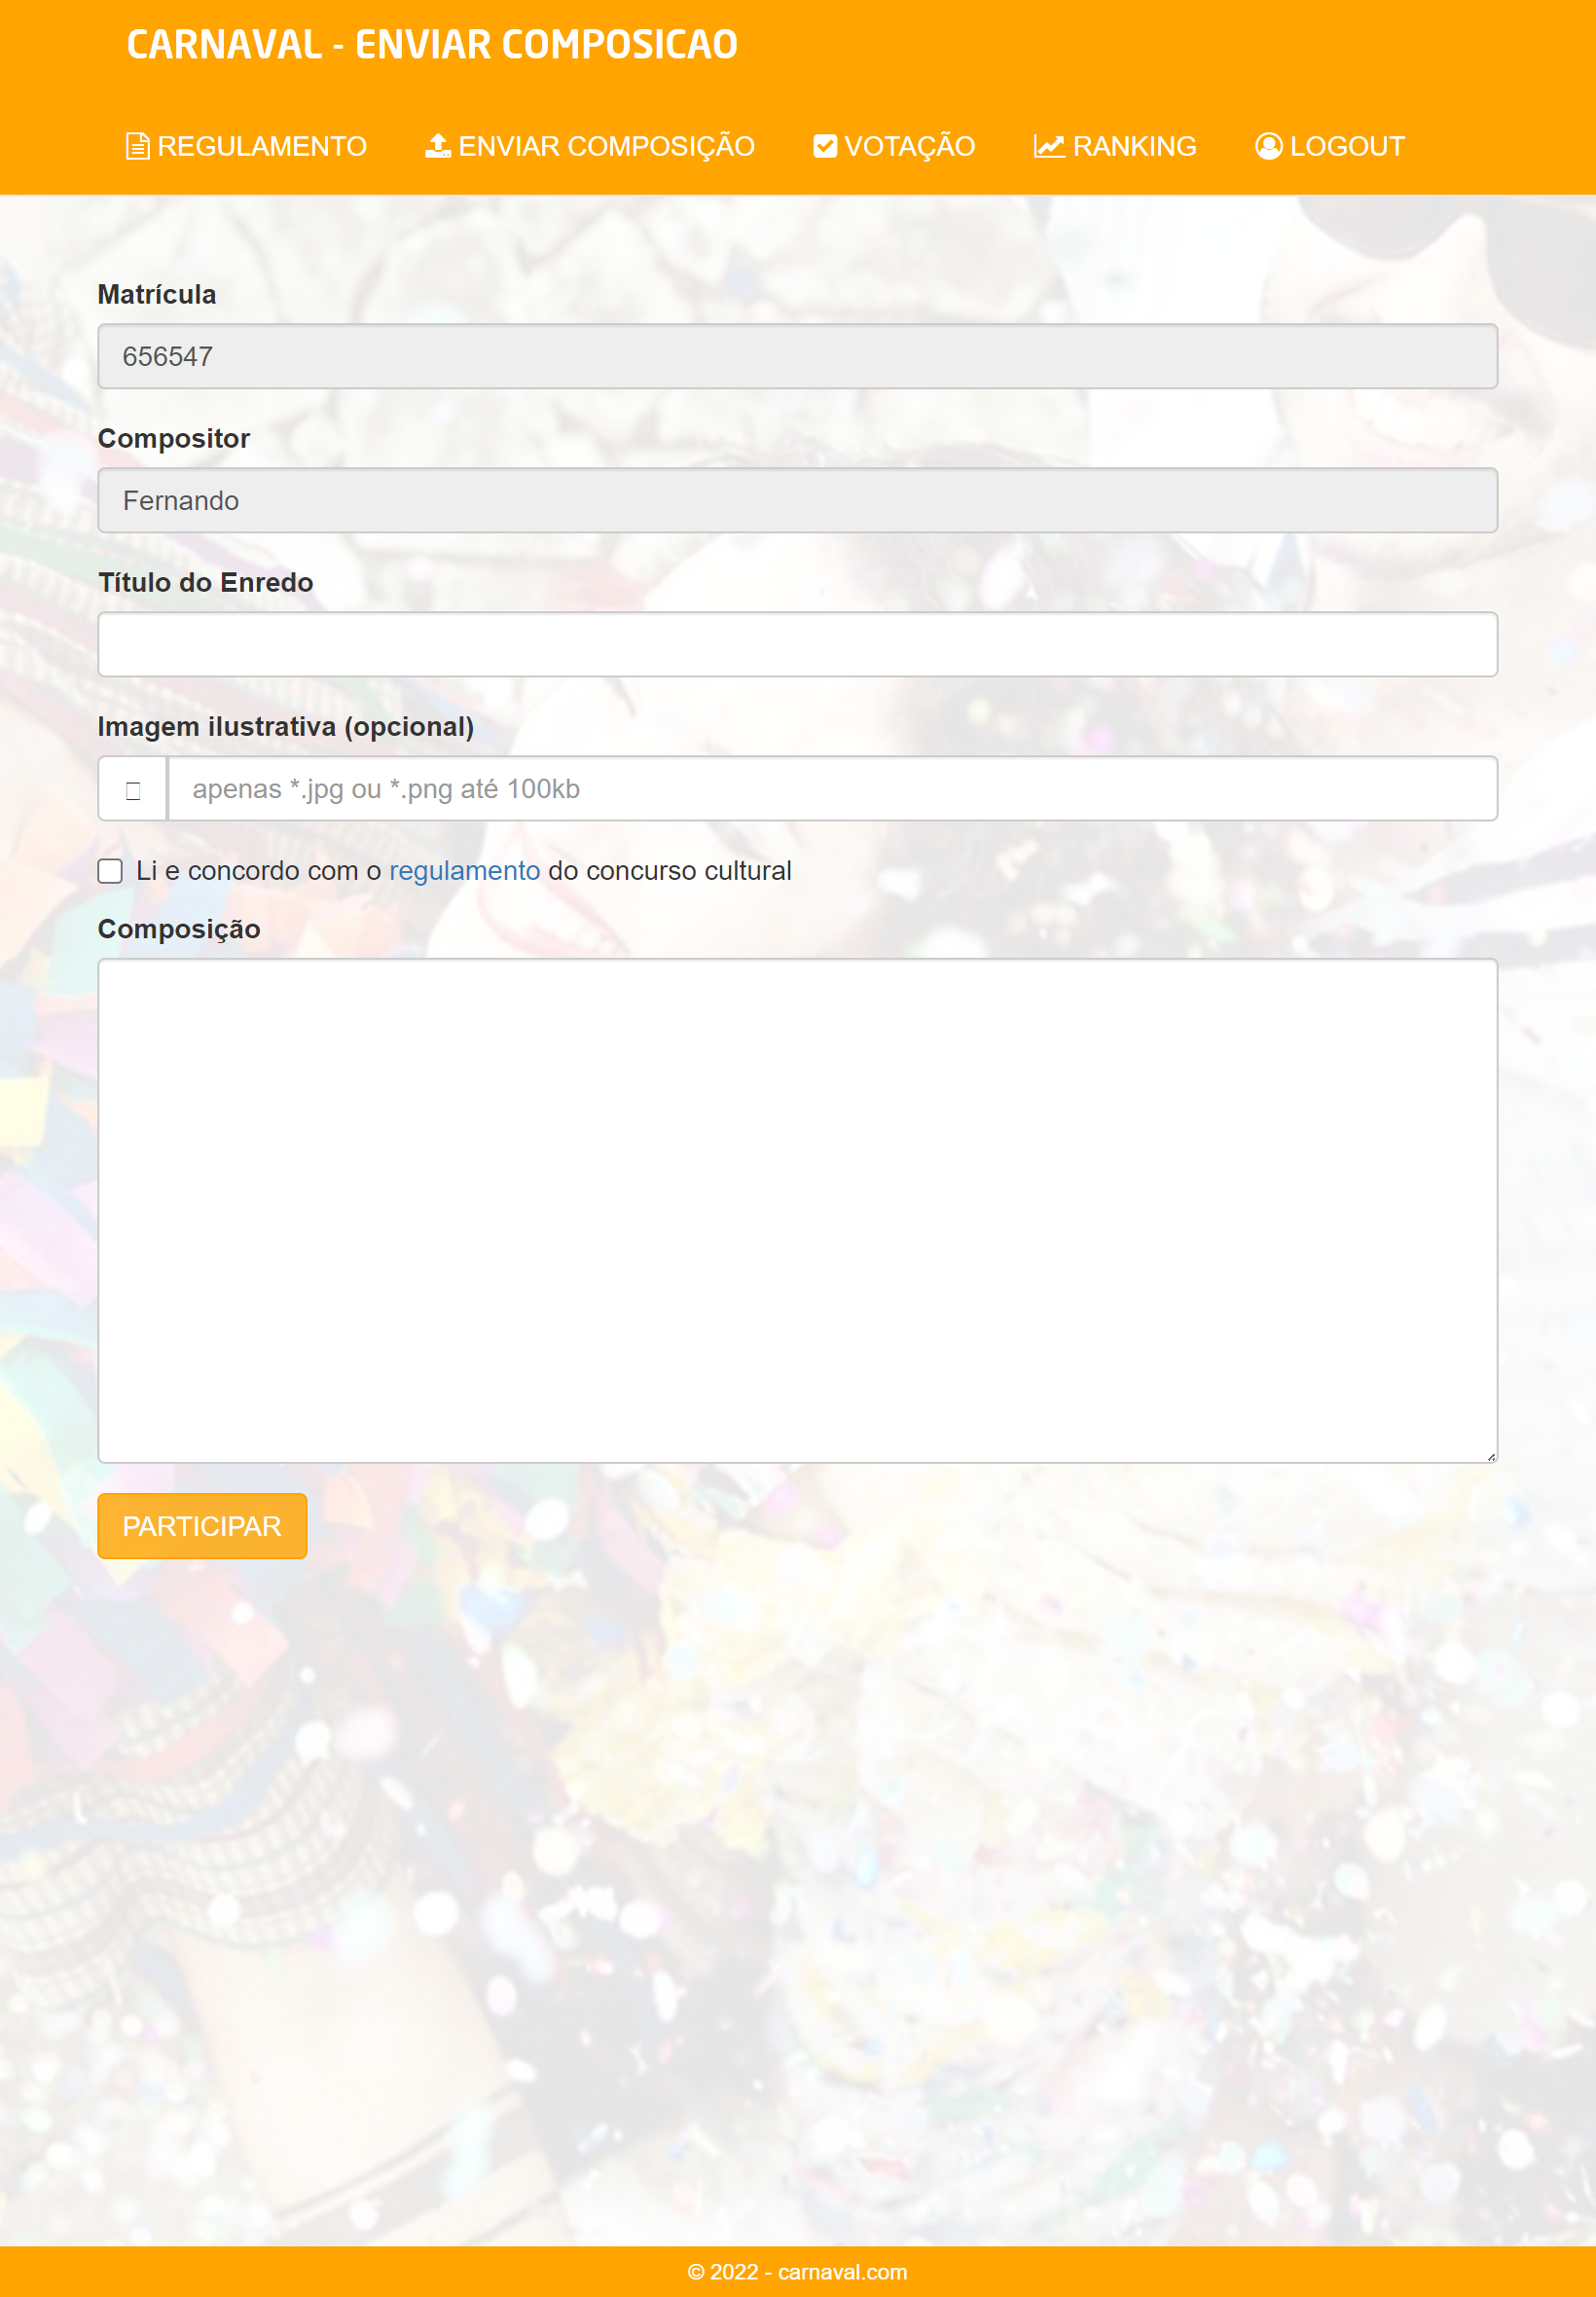 CARNAVAL - ENVIAR COMPOSICAO
REGULAMENTO ENVIAR COMPOSIÇÃO VOTAÇÃO RANKING LOGOUT
Matrícula
656547
Compositor
Fernando
Título do Enredo
Imagem ilustrativa (opcional)
apenas *.jpg ou *.png até 100kb
Li e concordo com o regulamento do concurso cultural
Composição
PARTICIPAR
© 2022 - carnaval.com